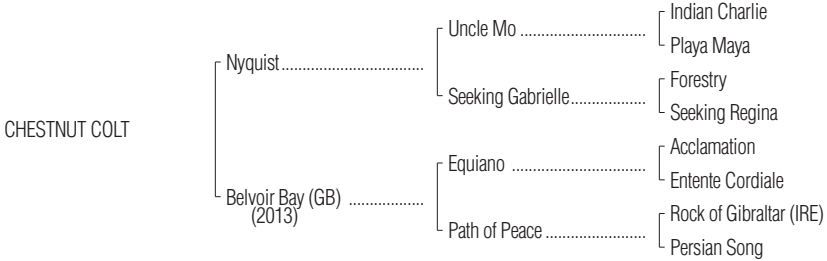 Indian Charlie
Uncle Mo ..............................
Playa Maya
Nyquist..................................
Forestry
Seeking Gabrielle..................
Seeking Regina
CHESTNUT COLT
Acclamation
Equiano ................................
Entente Cordiale
Belvoir Bay (GB) ..................
(2013)
Rock of Gibraltar (IRE)
Path of Peace ........................
Persian Song